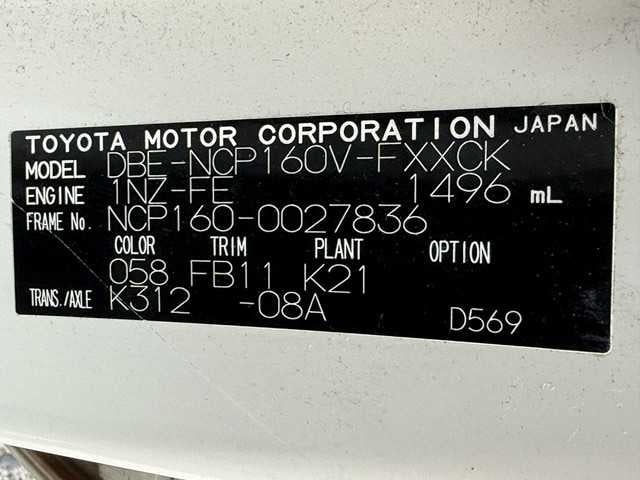 TOYOTA MOTOR CORPORATION JAPAN
MODEL DBE-NCP160V-FXXCK
ENGINE 1NZ-FE 1496 mL
FRAME No. NCP160-0027836
COLOR TRIM PLANT OPTION
058 FB11 K21
TRANS./AXLE K312 -08A
D569